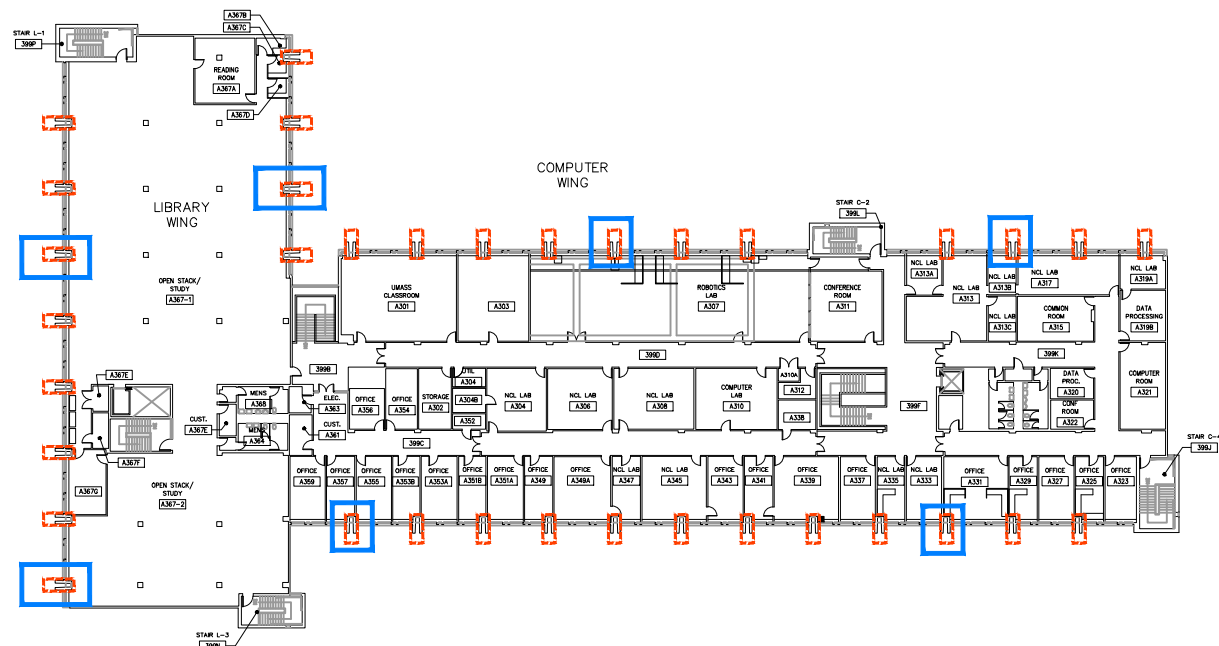 A367B
A367C
STAIR L-1
399P
READING
ROOM
A367A
A367D
COMPUTER
WING
LIBRARY
WING
STAIR C-2
399L
OPEN STACK/
STUDY
A367-1
UMASS
CLASSROOM
A301
A303
ROBOTICS
LAB
A307
CONFERENCE
ROOM
A311
NCL LAB
A313A
NCL LAB
A313
NCL LAB
A313B
NCL LAB
A317
NCL LAB
A319A
NCL LAB
A313C
COMMON
ROOM
A315
DATA
PROCESSING
A319B
399B
399D
399K
A367E
MENS
A368
ELEC.
A363
OFFICE
A356
OFFICE
A354
STORAGE
A302
UTIL
A304
A304B
A352
NCL LAB
A304
NCL LAB
A306
NCL LAB
A308
COMPUTER
LAB
A310
A310A
A312
A338
399F
DATA
PROC.
A320
CONF
ROOM
A322
COMPUTER
ROOM
A321
CUST.
A367E
MENS
A364
CUST.
A361
399C
A367F
A367G
OPEN STACK/
STUDY
A367-2
OFFICE
A359
OFFICE
A357
OFFICE
A355
OFFICE
A353B
OFFICE
A353A
OFFICE
A351B
OFFICE
A351A
OFFICE
A349
OFFICE
A349A
NCL LAB
A347
NCL LAB
A345
OFFICE
A343
OFFICE
A341
OFFICE
A339
OFFICE
A337
NCL LAB
A335
NCL LAB
A333
OFFICE
A331
OFFICE
A329
OFFICE
A327
OFFICE
A325
OFFICE
A323
STAIR C-4
399J
STAIR L-3